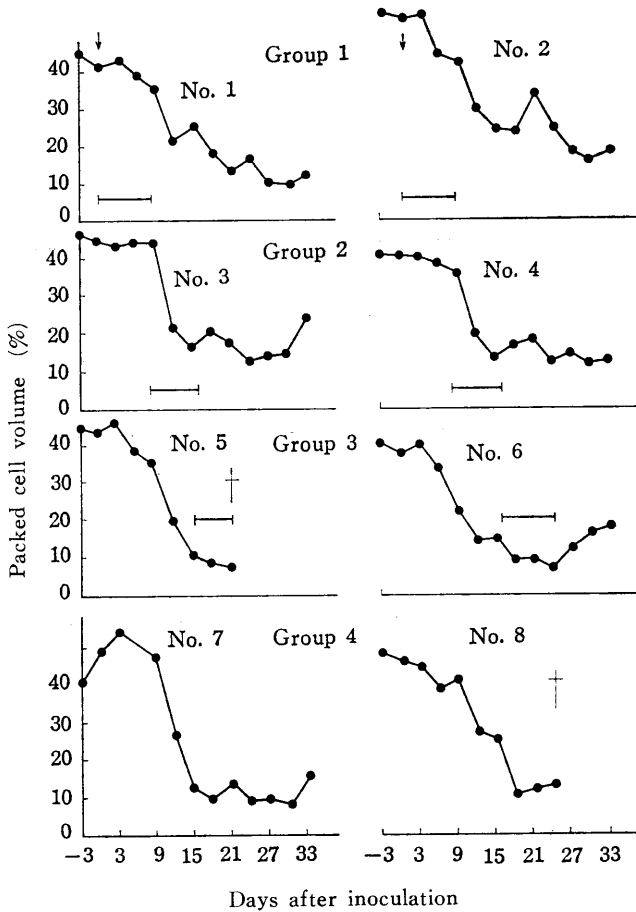 Group 1
No. 1
No. 2
40
30
20
10
0
Group 2
No. 3
No. 4
40
20
10
0
Group 3
No. 5
No. 6
40
30
20
10
0
Group 4
No. 7
No. 8
40
30
20
10
0
-3 3 9 15 21 27 33
-3 3 9 15 21 27 33
Packed cell volume (%)
Days after inoculation